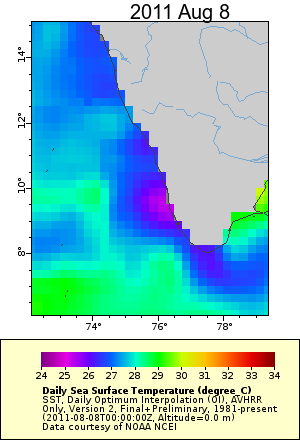 2011 Aug 8
14°
12°
10°
8°
74°
76°
78°
24 25 26 27 28 29 30 31 32 33 34
Daily Sea Surface Temperature (degree_C)
SST, Daily Optimum Interpolation (OI), AVHRR
Only, Version 2, Final+Preliminary, 1981-present
(2011-08-08T00:00:00Z, Altitude=0.0 m)
Data courtesy of NOAA NCEI